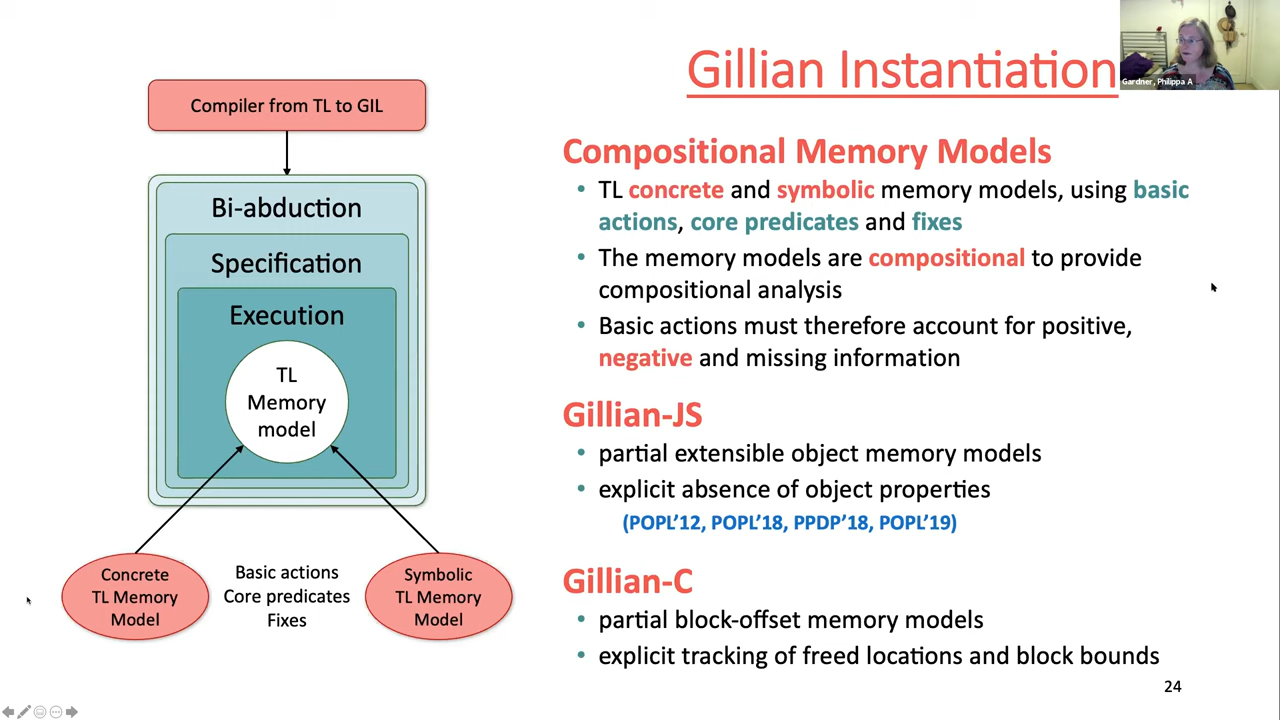 Gillian Instantiation
Gardner, Philippa A
Compiler from TL to GIL
Bi-abduction
Specification
Execution
TL
Memory
model
Concrete
TL Memory
Model
Basic actions
Core predicates
Fixes
Symbolic
TL Memory
Model
Compositional Memory Models
• TL concrete and symbolic memory models, using basic
actions, core predicates and fixes
• The memory models are compositional to provide
compositional analysis
• Basic actions must therefore account for positive,
negative and missing information
Gillian-JS
• partial extensible object memory models
• explicit absence of object properties
(POPL’12, POPL’18, PPDP’18, POPL’19)
Gillian-C
• partial block-offset memory models
• explicit tracking of freed locations and block bounds
24